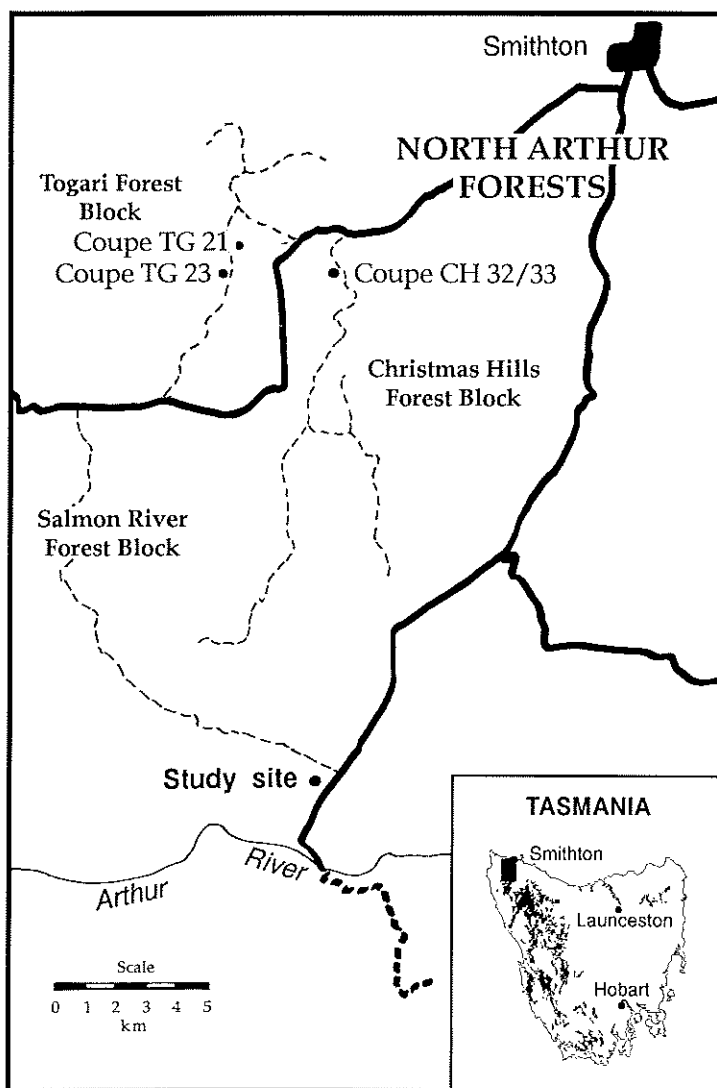 Smithton
NORTH ARTHUR
FORESTS
Togari Forest
Block
Coupe TG 21
Coupe TG 23
Coupe CH 32/33
Christmas Hills
Forest Block
Salmon River
Forest Block
Study site
Arthur River
Scale
0 1 2 3 4 5
km
TASMANIA
Smithton
Launceston
Hobart